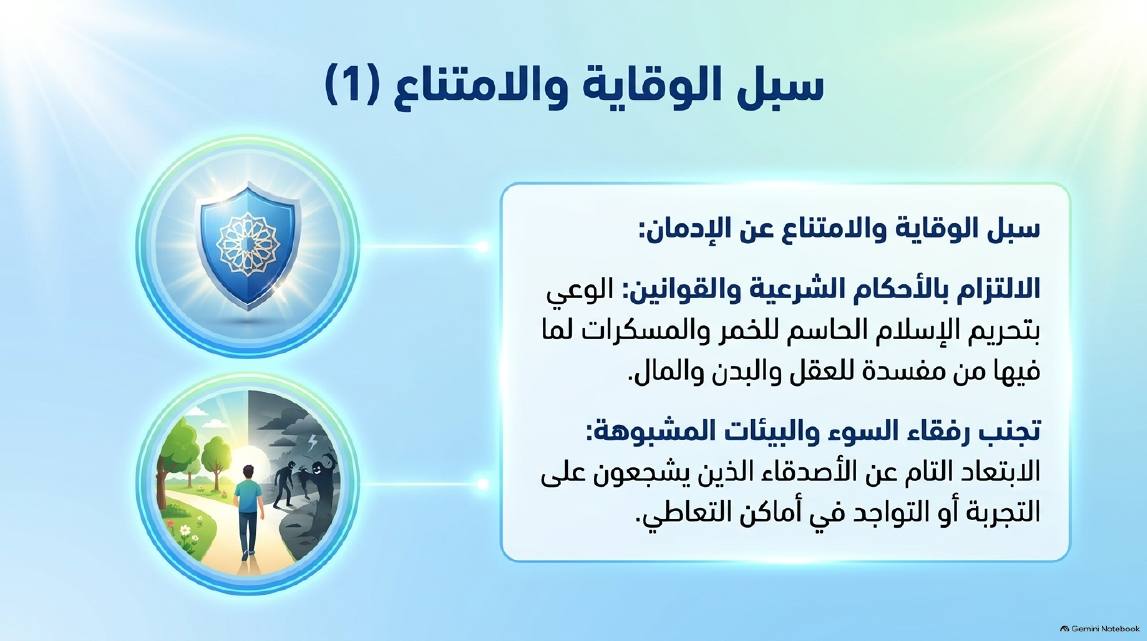 سبل الوقاية والامتناع (1)
سبل الوقاية والامتناع عن الإدمان:
الالتزام بالأحكام الشرعية والقوانين: الوعي
بتحريم الإسلام الحاسم للخمر والمسكرات لما
فيها من مفسدة للعقل والبدن والمال.
تجنب رفقاء السوء والبيئات المشبوهة:
الابتعاد التام عن الأصدقاء الذين يشجعون على
التجربة أو التواجد في أماكن التعاطي.
Gemini Notebook